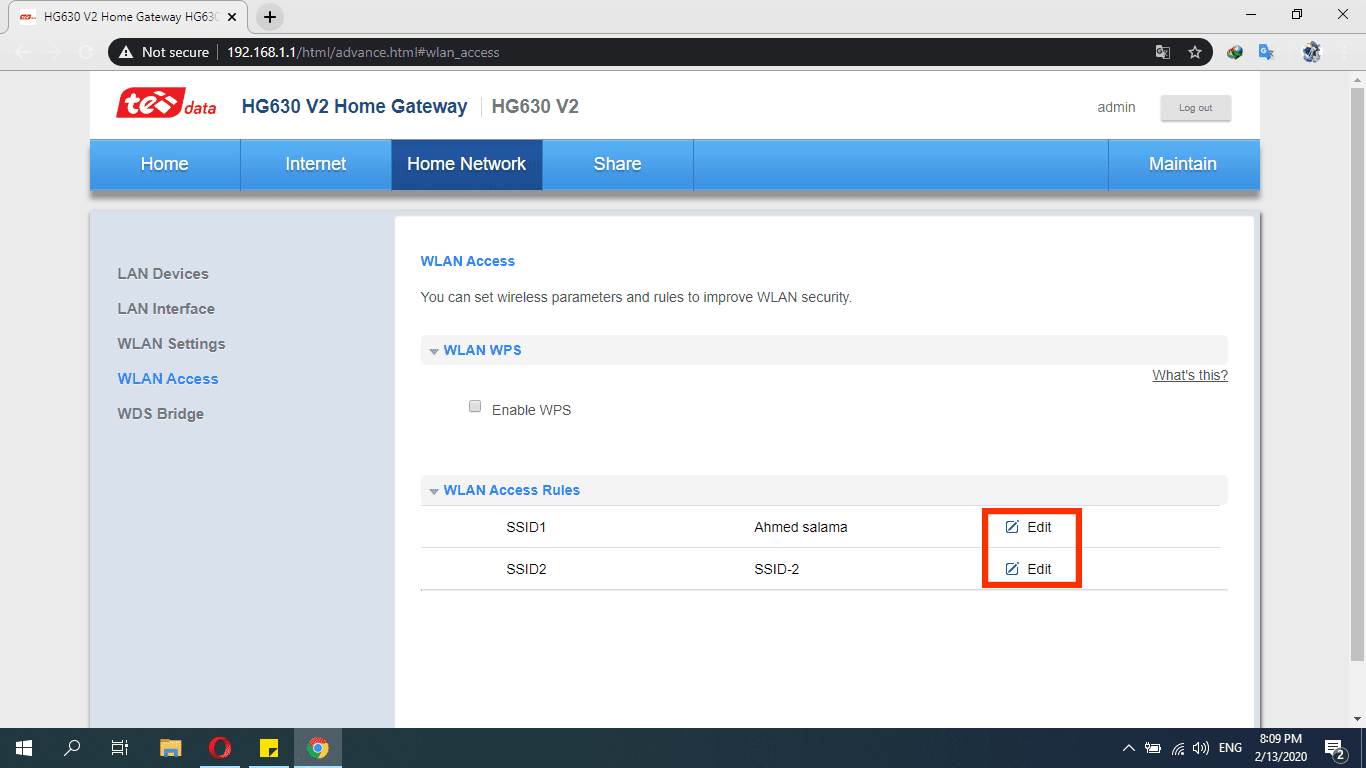 HG630 V2 Home Gateway HG630
Not secure 192.168.1.1/html/advance.html#wlan_access
te data HG630 V2 Home Gateway HG630 V2 admin Log out
Home Internet Home Network Share Maintain
LAN Devices
LAN Interface
WLAN Settings
WLAN Access
WDS Bridge
WLAN Access
You can set wireless parameters and rules to improve WLAN security.
WLAN WPS
What's this?
Enable WPS
WLAN Access Rules
SSID1 Ahmed salama Edit
SSID2 SSID-2 Edit
ENG
8:09 PM
2/13/2020
2